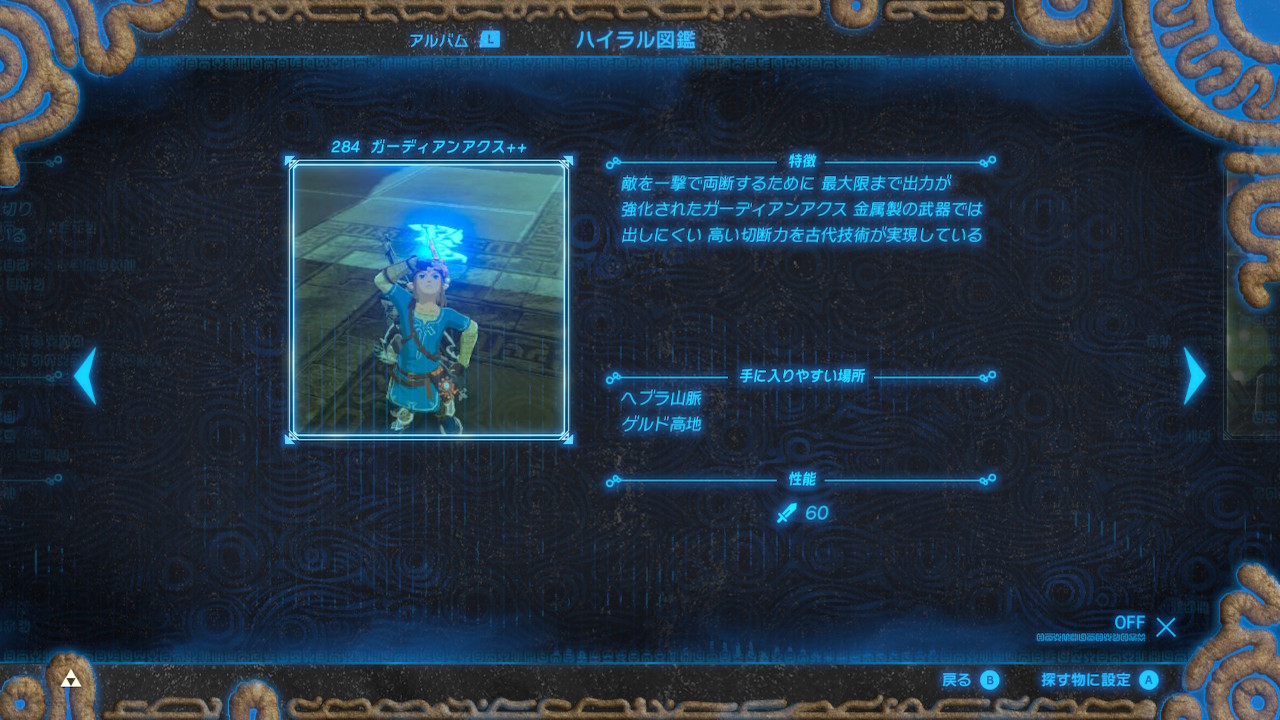 アルバム L ハイラル図鑑
284 ガーディアンアクス++
特徴
敵を一撃で両断するために 最大限まで出力が
強化されたガーディアンアクス 金属製の武器では
出しにくい 高い切断力を古代技術が実現している
手に入りやすい場所
ヘブラ山脈
ゲルド高地
性能
60
OFF
戻る B 探す物に設定 A